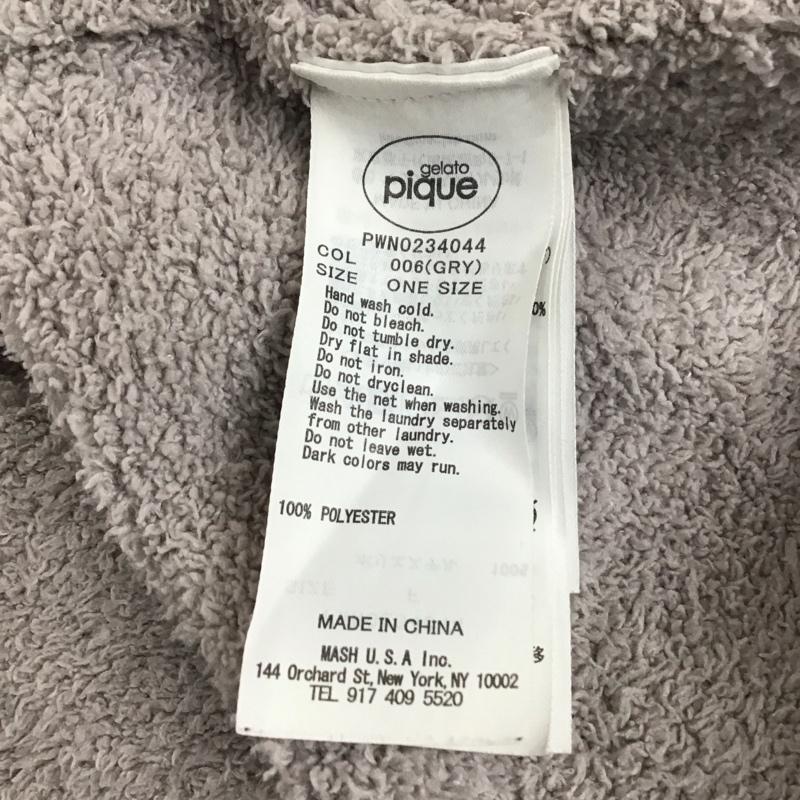 gelato
pique
PWN0234044
COL 006(GRY)
SIZE ONE SIZE
Hand wash cold.
Do not bleach.
Do not tumble dry.
Dry flat in shade.
Do not iron.
Do not dryclean.
Use the net when washing.
Wash the laundry separately
from other laundry.
Do not leave wet.
Dark colors may run.
0%
100% POLYESTER
MADE IN CHINA
MASH U.S.A Inc.
144 Orchard St, New York, NY 10002
TEL 917 409 5520
移